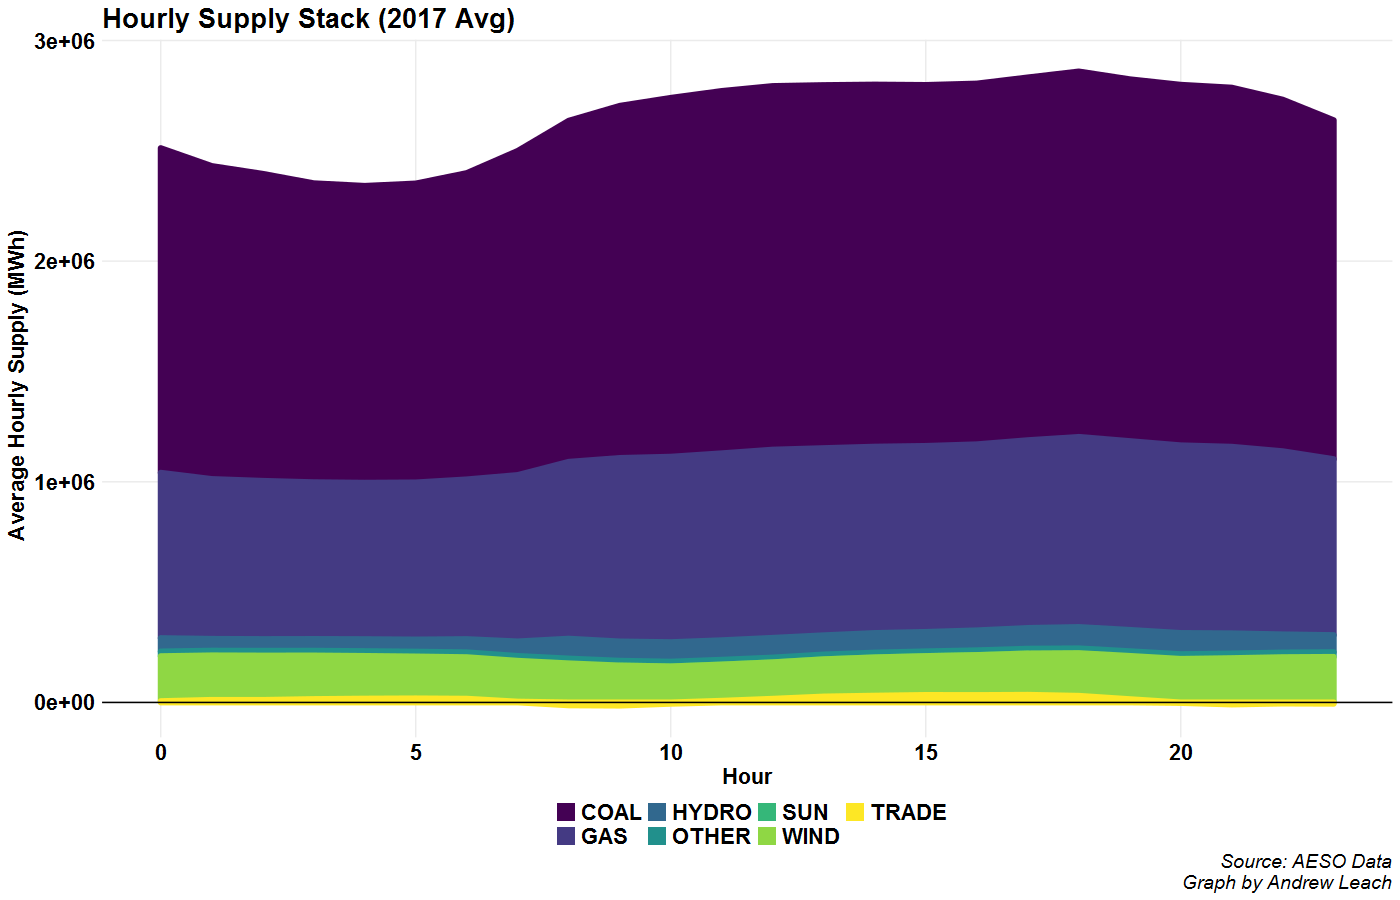 Hourly Supply Stack (2017 Avg)
3e+06
2e+06
1e+06
0e+00
Average Hourly Supply (MWh)
0 5 10 15 20
Hour
COAL HYDRO SUN TRADE
GAS OTHER WIND
Source: AESO Data
Graph by Andrew Leach